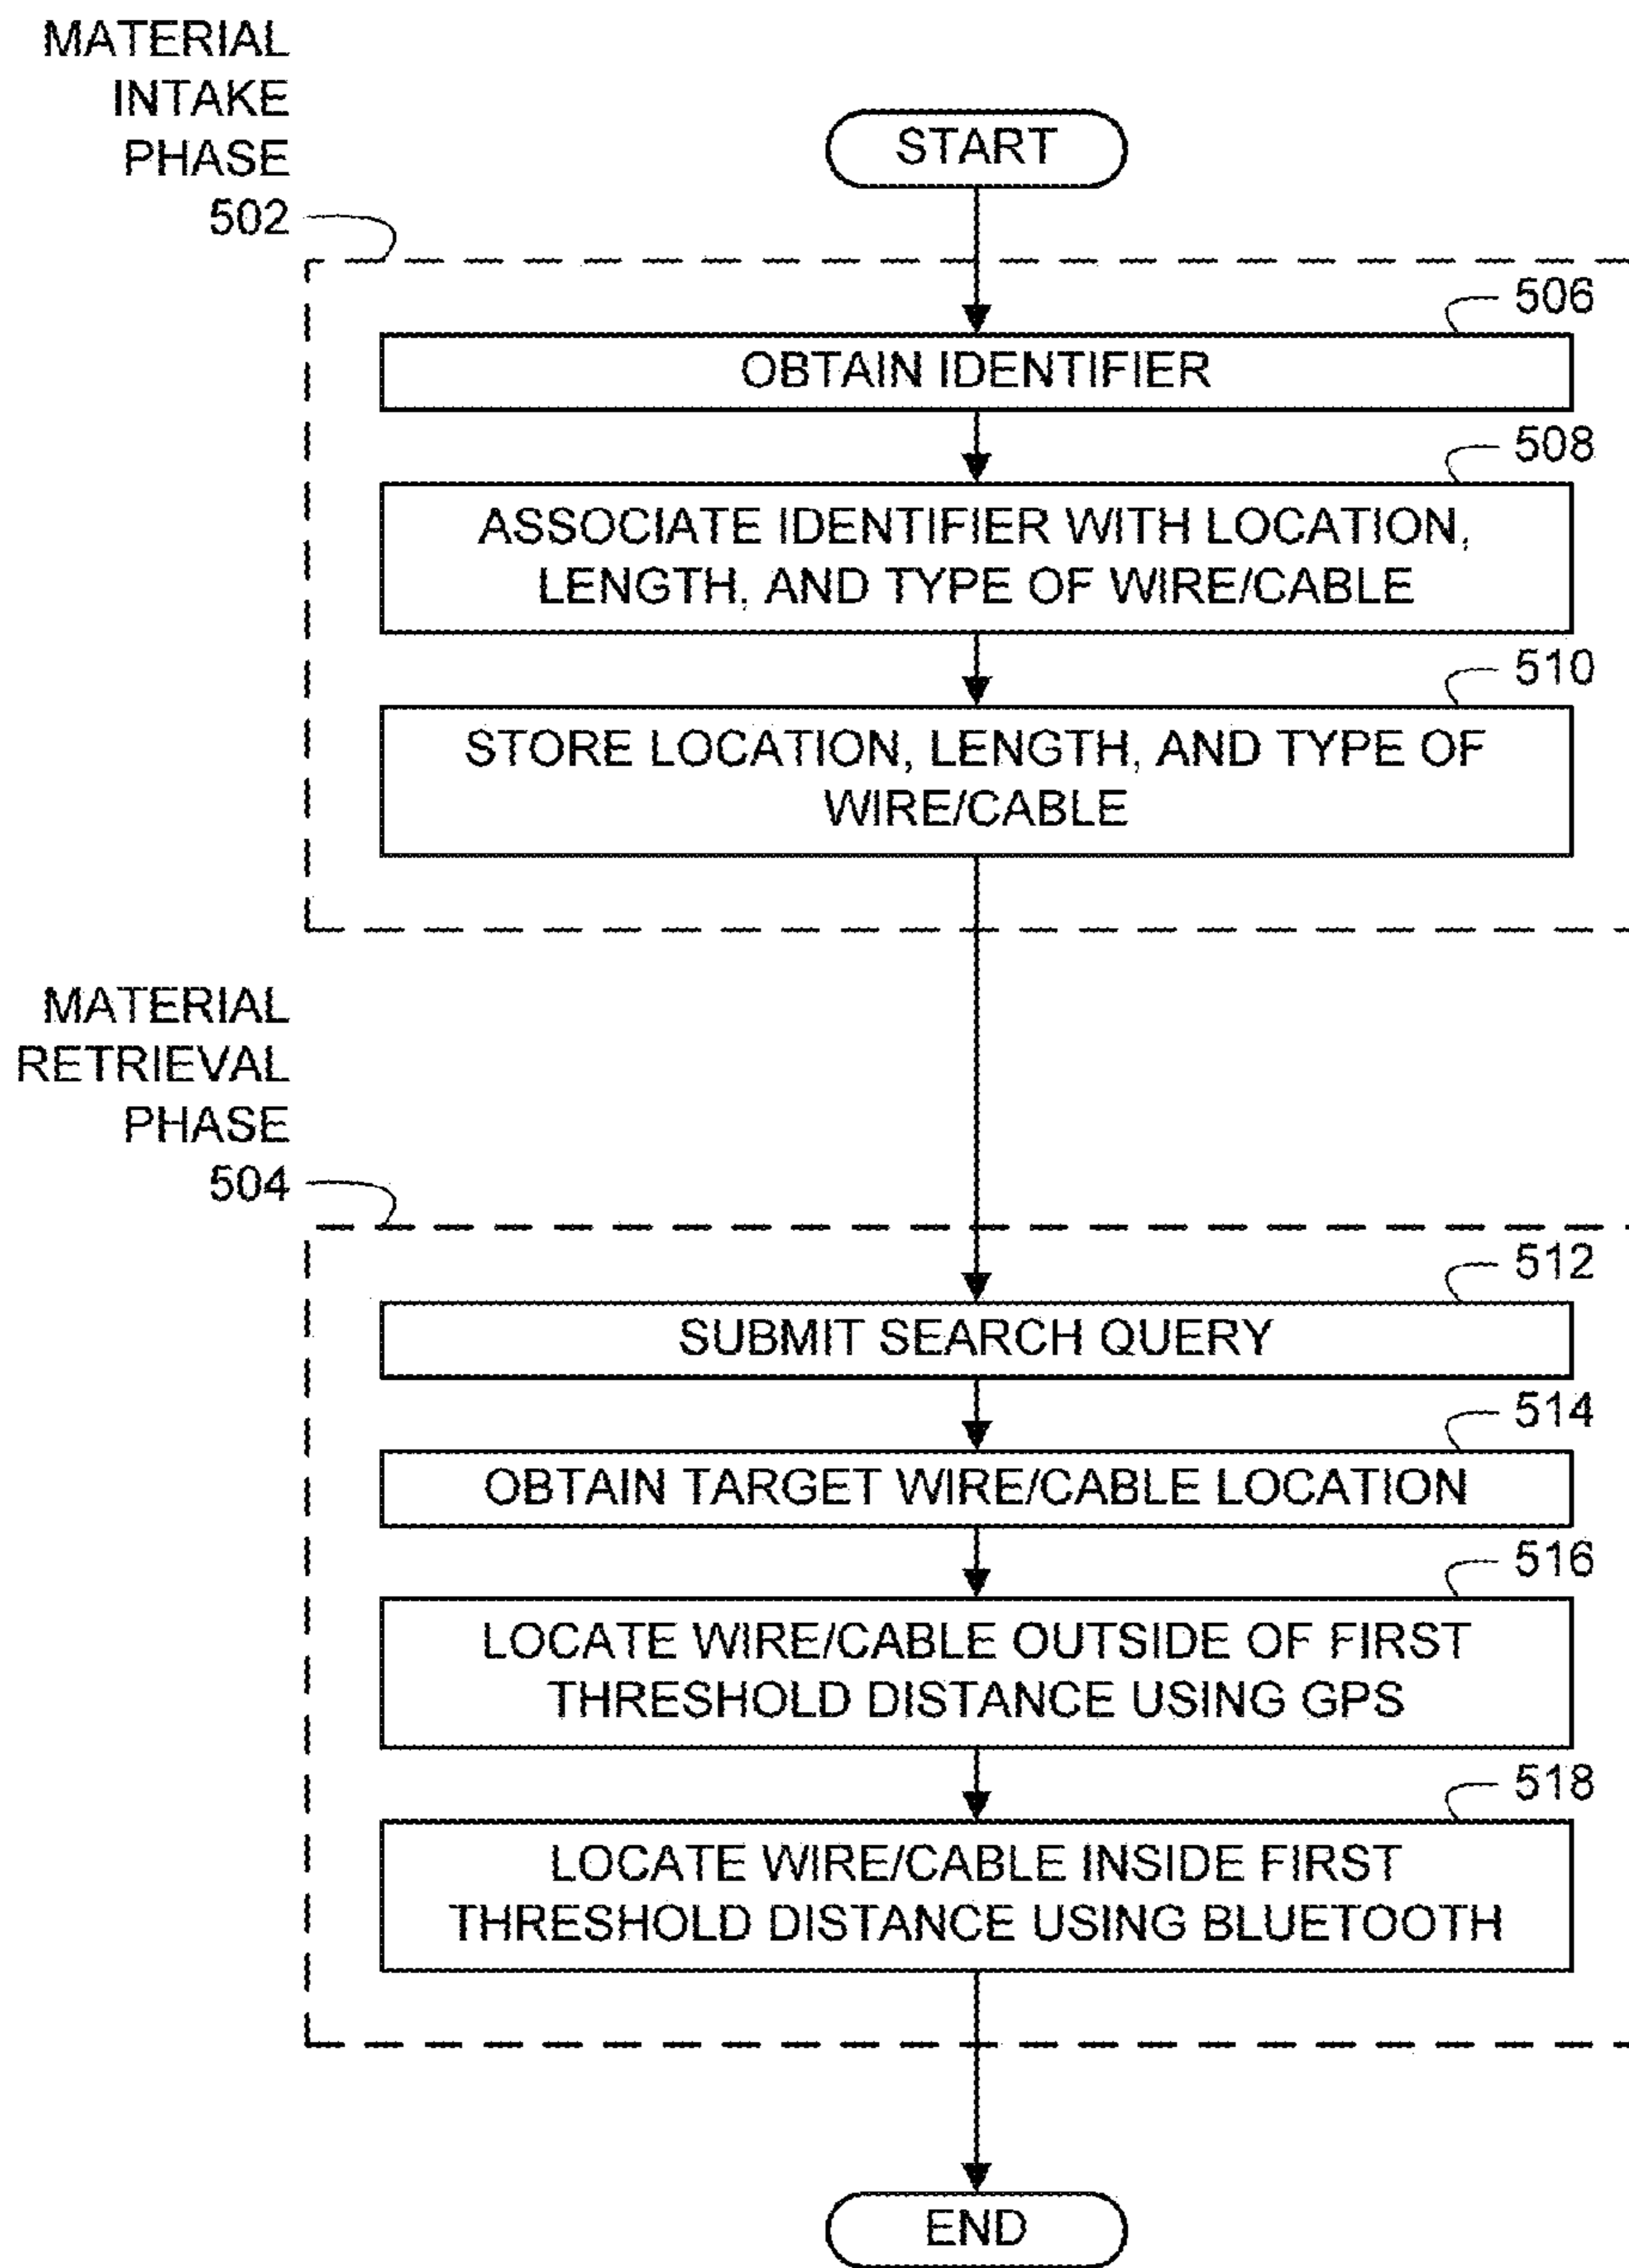 MATERIAL
INTAKE
PHASE
502
START
506
OBTAIN IDENTIFIER
508
ASSOCIATE IDENTIFIER WITH LOCATION,
LENGTH, AND TYPE OF WIRE/CABLE
510
STORE LOCATION, LENGTH, AND TYPE OF
WIRE/CABLE
MATERIAL
RETRIEVAL
PHASE
504
512
SUBMIT SEARCH QUERY
514
OBTAIN TARGET WIRE/CABLE LOCATION
516
LOCATE WIRE/CABLE OUTSIDE OF FIRST
THRESHOLD DISTANCE USING GPS
518
LOCATE WIRE/CABLE INSIDE FIRST
THRESHOLD DISTANCE USING BLUETOOTH
END